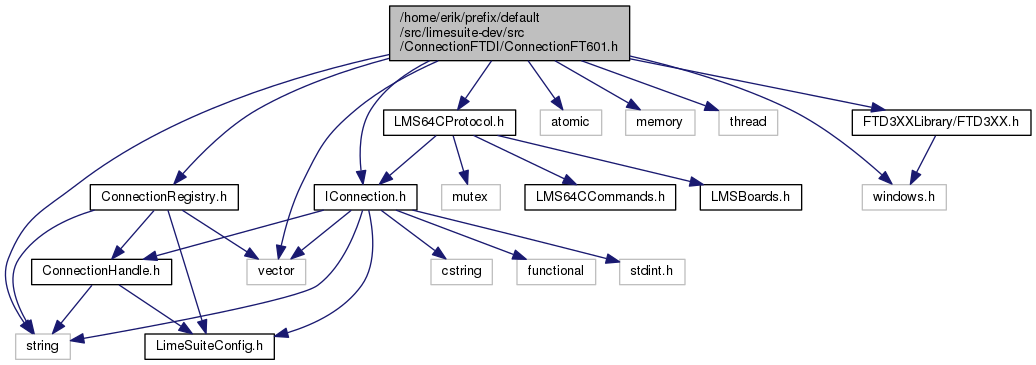 /home/erik/prefix/default
/src/limesuite-dev/src
/ConnectionFTDI/ConnectionFT601.h
LMS64CProtocol.h
atomic
memory
thread
FTD3XXLibrary/FTD3XX.h
ConnectionRegistry.h
IConnection.h
mutex
LMS64CCommands.h
LMSBoards.h
windows.h
ConnectionHandle.h
vector
cstring
functional
stdint.h
string
LimeSuiteConfig.h